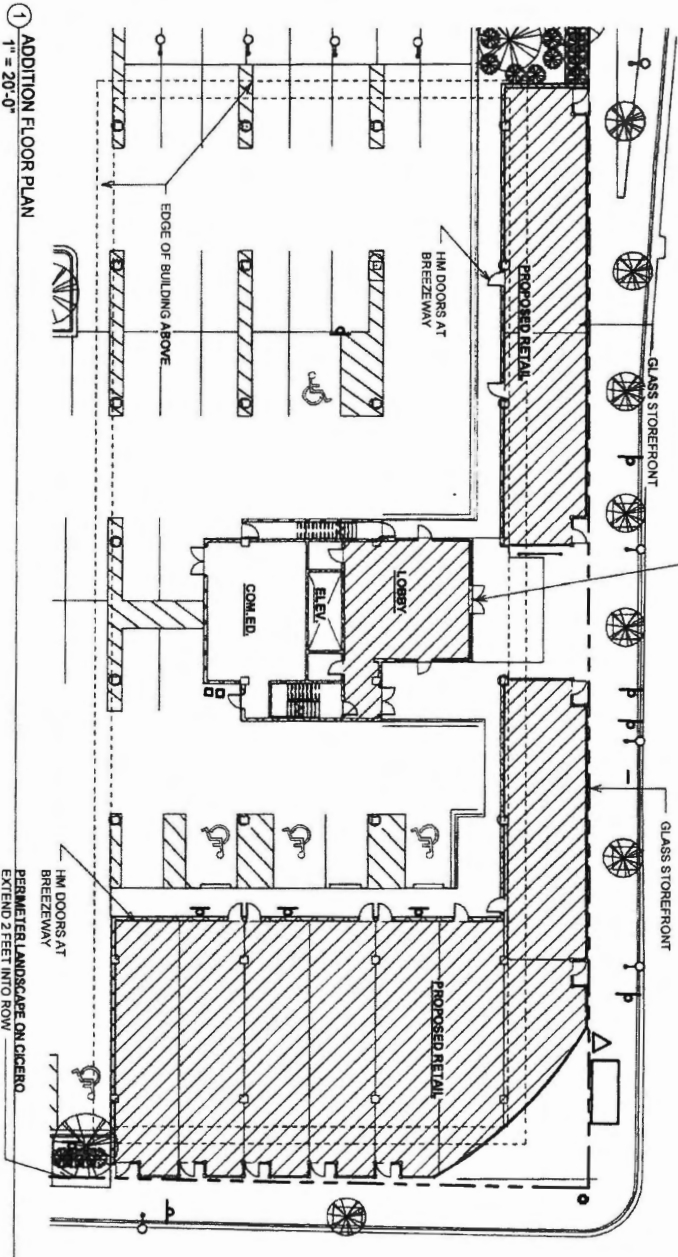 GLASS STOREFRONT
GLASS STOREFRONT
PROPOSED RETAIL
HM DOORS AT
BREEZEWAY
LOBBY
ELEV.
COM.ED.
PROPOSED RETAIL
EDGE OF BUILDING ABOVE
HM DOORS AT
BREEZEWAY
PERIMETER LANDSCAPE ON CICERO
EXTEND 2 FEET INTO ROW
1
ADDITION FLOOR PLAN
1" = 20'-0"